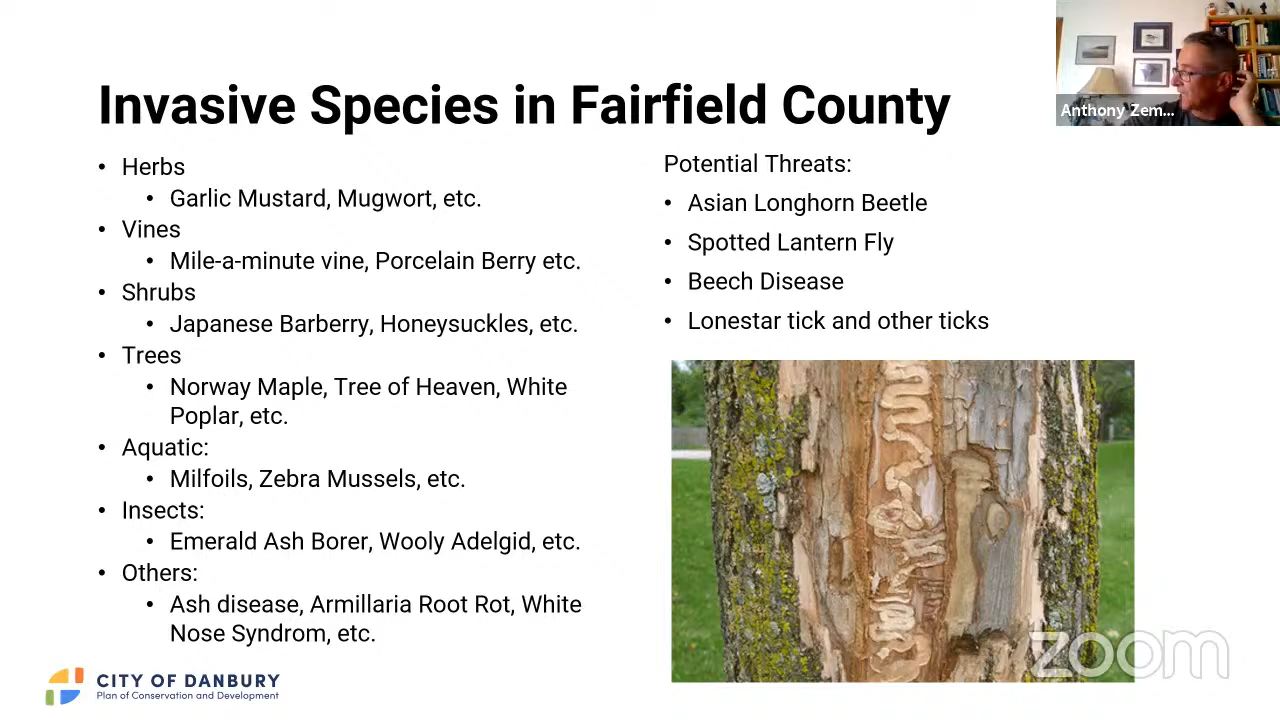 Invasive Species in Fairfield County
• Herbs
• Garlic Mustard, Mugwort, etc.
• Vines
• Mile-a-minute vine, Porcelain Berry etc.
• Shrubs
• Japanese Barberry, Honeysuckles, etc.
• Trees
• Norway Maple, Tree of Heaven, White
Poplar, etc.
• Aquatic:
• Milfoils, Zebra Mussels, etc.
• Insects:
• Emerald Ash Borer, Wooly Adelgid, etc.
• Others:
• Ash disease, Armillaria Root Rot, White
Nose Syndrom, etc.
Potential Threats:
• Asian Longhorn Beetle
• Spotted Lantern Fly
• Beech Disease
• Lonestar tick and other ticks
Anthony Zem...
CITY OF DANBURY
Plan of Conservation and Development
zoom